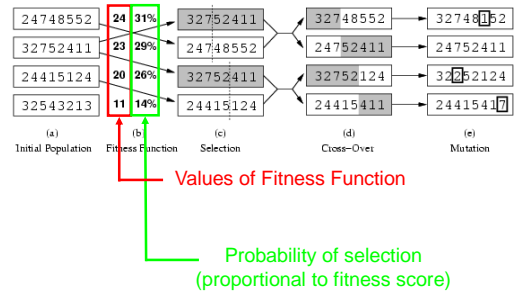 24748552 24 31% 32752411 32748552 32748152
32752411 23 29% 24748552 24752411 24752411
24415124 20 26% 32752411 32752124 32252124
32543213 11 14% 24415124 24415411 24415417
(a) (b) (c) (d) (e)
Initial Population Fitness Function Selection Cross-Over Mutation
Values of Fitness Function
Probability of selection
(proportional to fitness score)